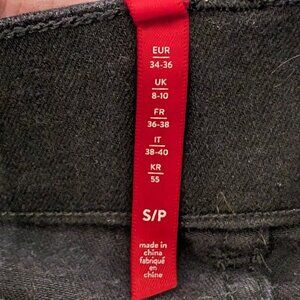 EUR
34-36
UK
8-10
FR
36-38
IT
38-40
KR
55
S/P
made in
china
fabriqué
en
chine